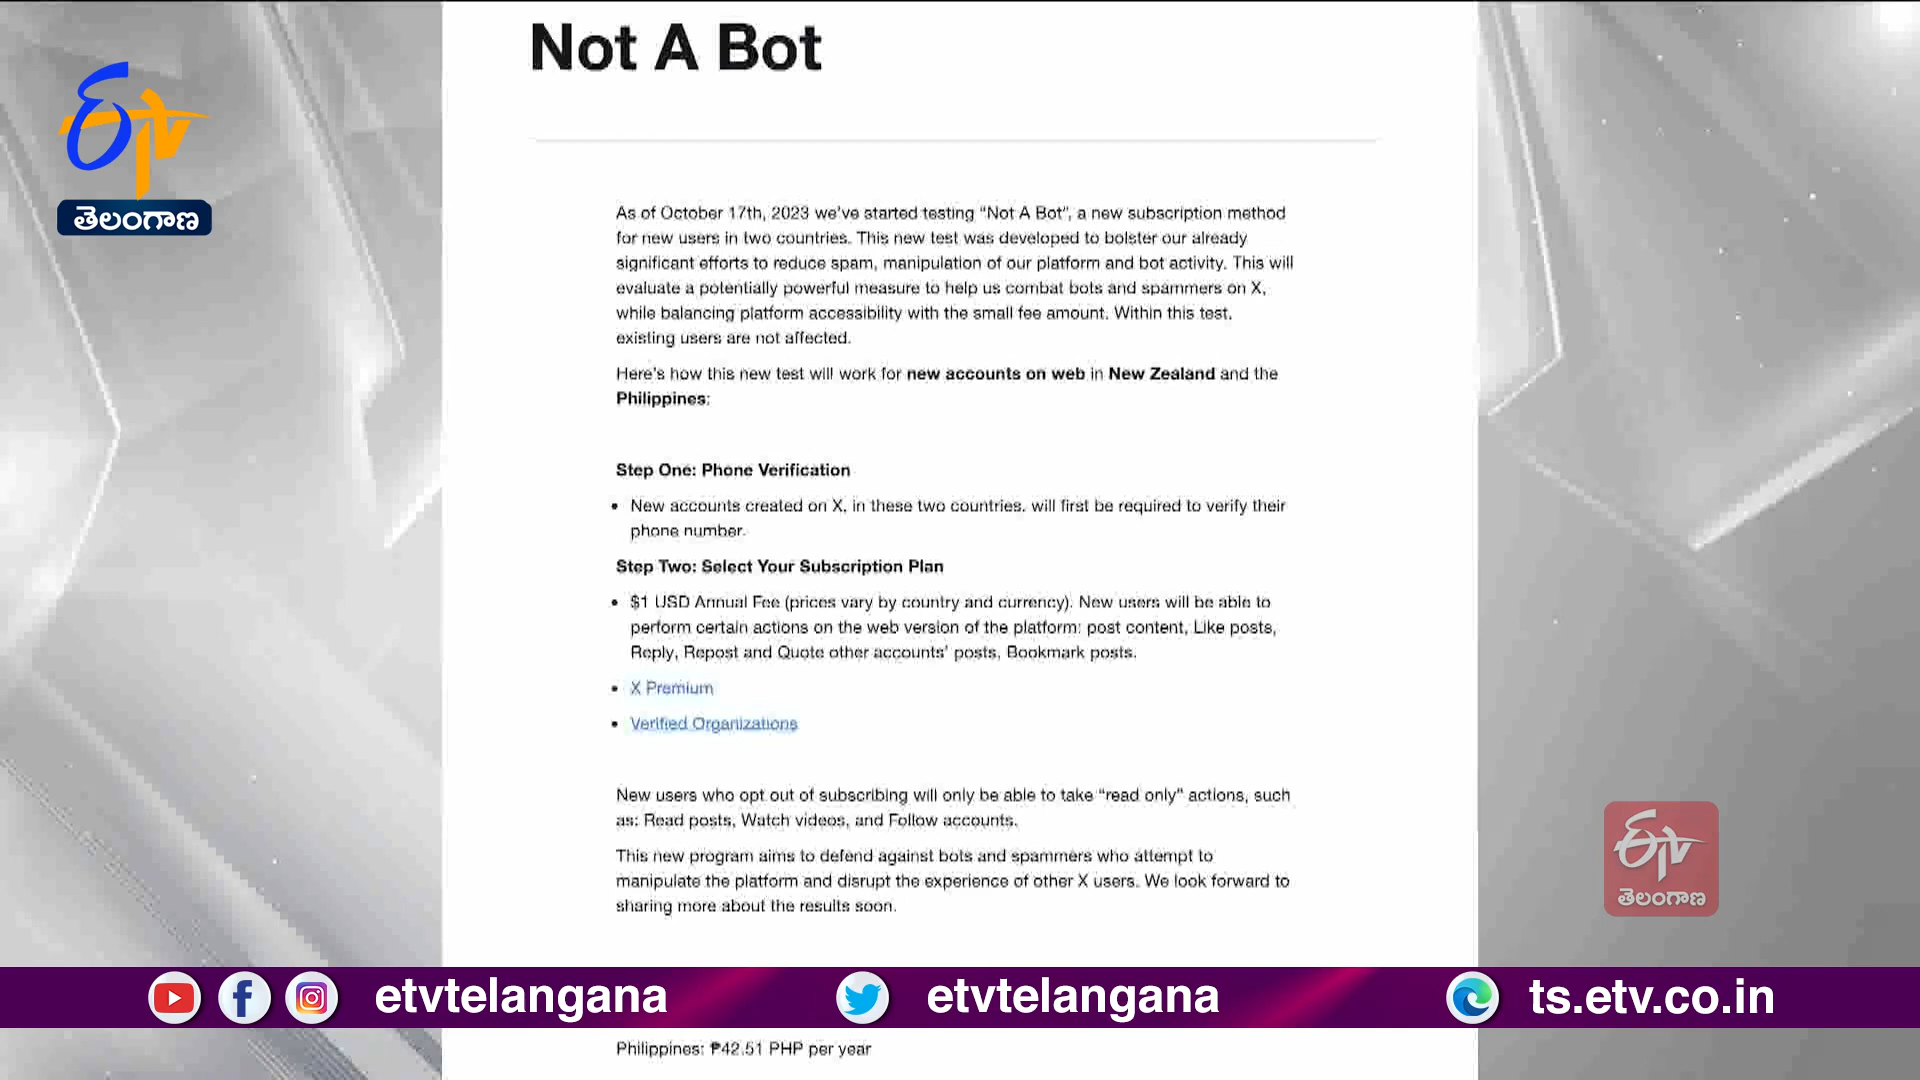 Not A Bot
ETV
తెలంగాణ
As of October 17th, 2023 we've started testing “Not A Bot”, a new subscription method
for new users in two countries. This new test was developed to bolster our already
significant efforts to reduce spam, manipulation of our platform and bot activity. This will
evaluate a potentially powerful measure to help us combat bots and spammers on X,
while balancing platform accessibility with the small fee amount. Within this test,
existing users are not affected.
Here's how this new test will work for new accounts on web in New Zealand and the
Philippines:
Step One: Phone Verification
• New accounts created on X, in these two countries, will first be required to verify their
phone number.
Step Two: Select Your Subscription Plan
• $1 USD Annual Fee (prices vary by country and currency). New users will be able to
perform certain actions on the web version of the platform: post content, Like posts,
Reply, Repost and Quote other accounts' posts, Bookmark posts.
• X Premium
• Verified Organizations
New users who opt out of subscribing will only be able to take “read only” actions, such
as: Read posts, Watch videos, and Follow accounts.
This new program aims to defend against bots and spammers who attempt to
manipulate the platform and disrupt the experience of other X users. We look forward to
sharing more about the results soon.
ETV
తెలంగాణ
etvtelangana
etvtelangana
ts.etv.co.in
Philippines: ₱42.51 PHP per year